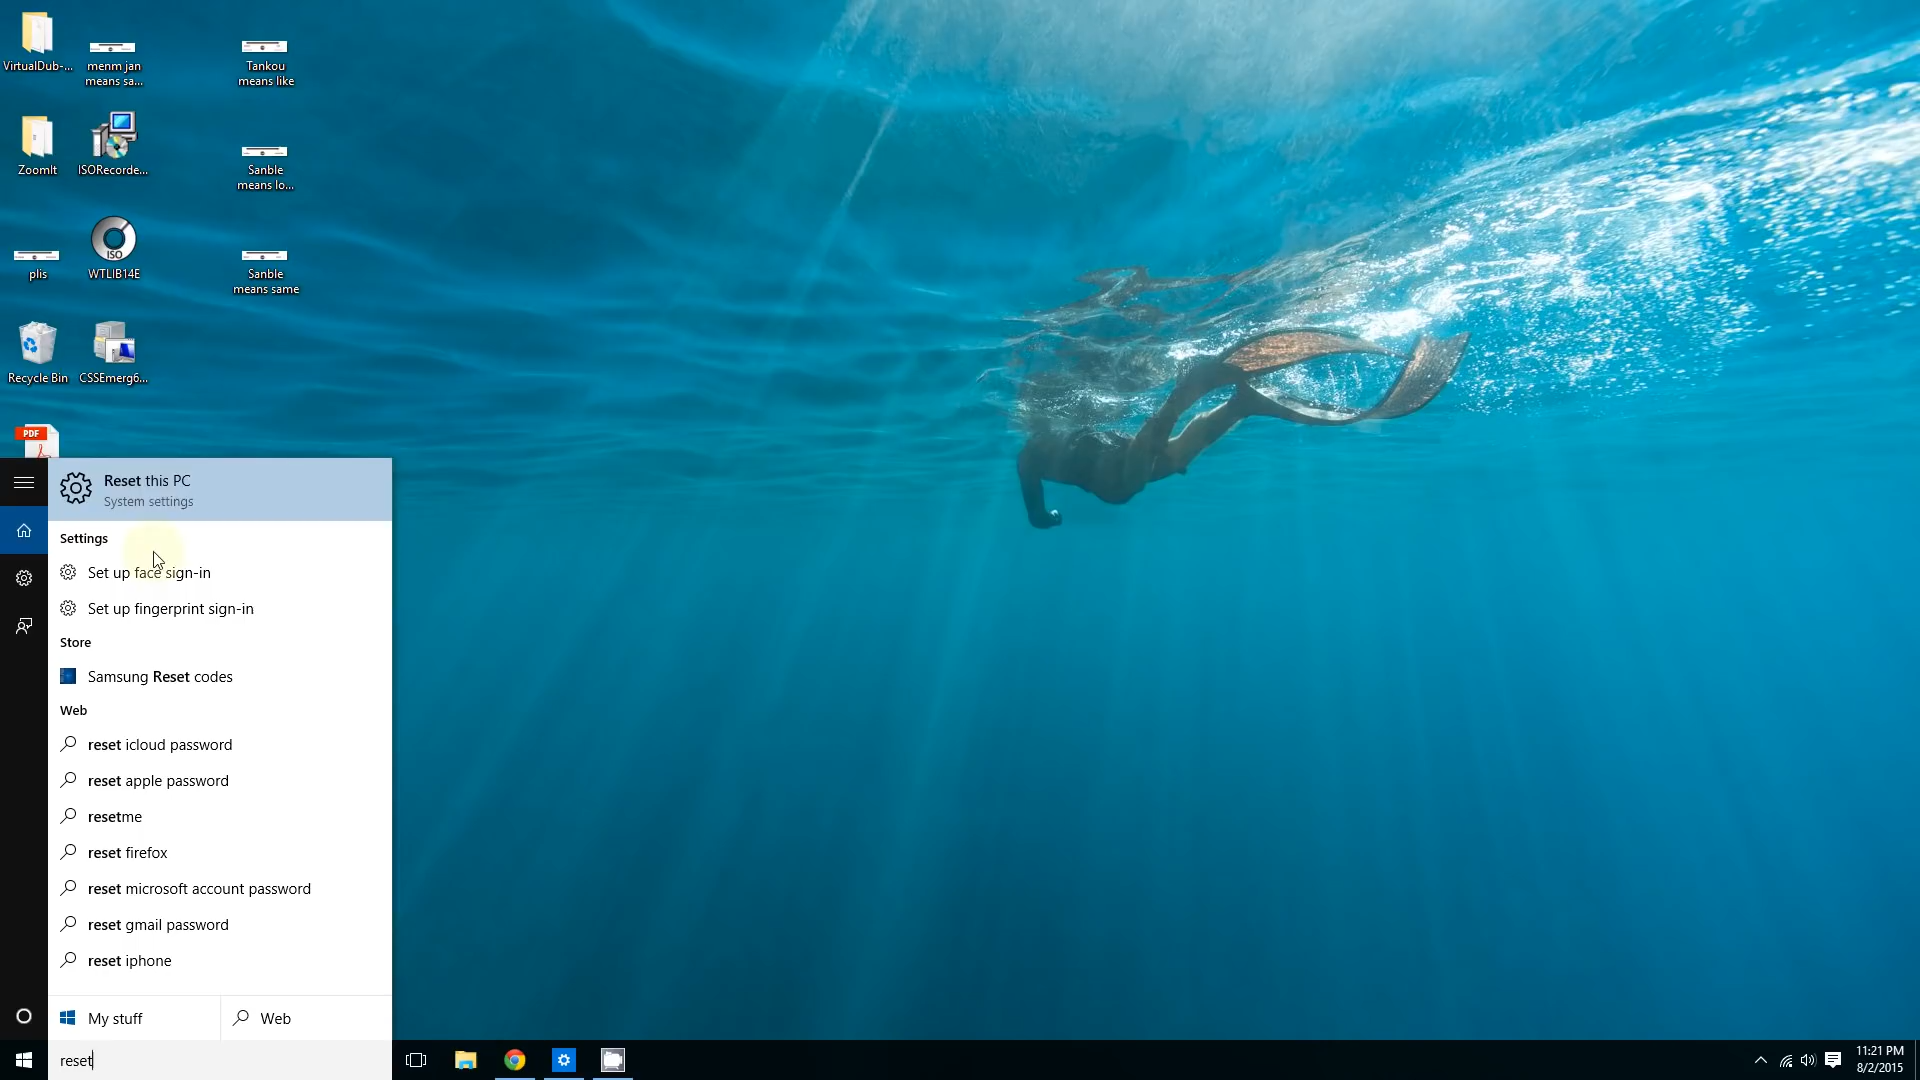 VirtualDub-...
menm jan
means sa...
Tankou
means like
ZoomIt
ISORecorde...
Sanble
means lo...
plis
ISO
WTLIB14E
Sanble
means same
Recycle Bin
CSSEmerg6...
PDF
Reset this PC
System settings
Settings
Set up face sign-in
Set up fingerprint sign-in
Store
Samsung Reset codes
Web
reset icloud password
reset apple password
resetme
reset firefox
reset microsoft account password
reset gmail password
reset iphone
My stuff
Web
reset
11:21 PM
8/2/2015